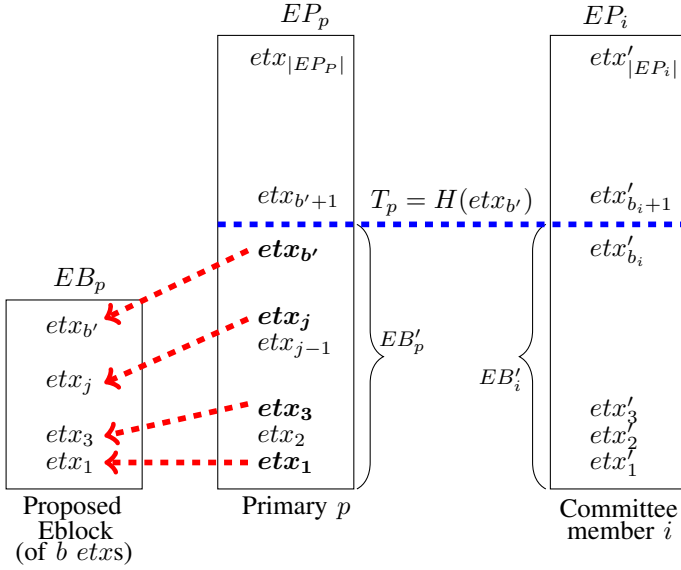 EP_p
EP_i
etx_{|EP_P|}
etx'_{|EP_i|}
etx_{b'+1}
T_p = H(etx_{b'})
etx'_{b_i+1}
etx_{b'}
etx'_{b_i}
EB_p
etx_{b'}
etx_j
etx_{j−1}
EB'_p
EB'_i
etx_j
etx_3
etx'_3
etx_3
etx_2
etx'_2
etx_1
etx_1
etx'_1
Proposed
Eblock
(of b etxs)
Primary p
Committee
member i